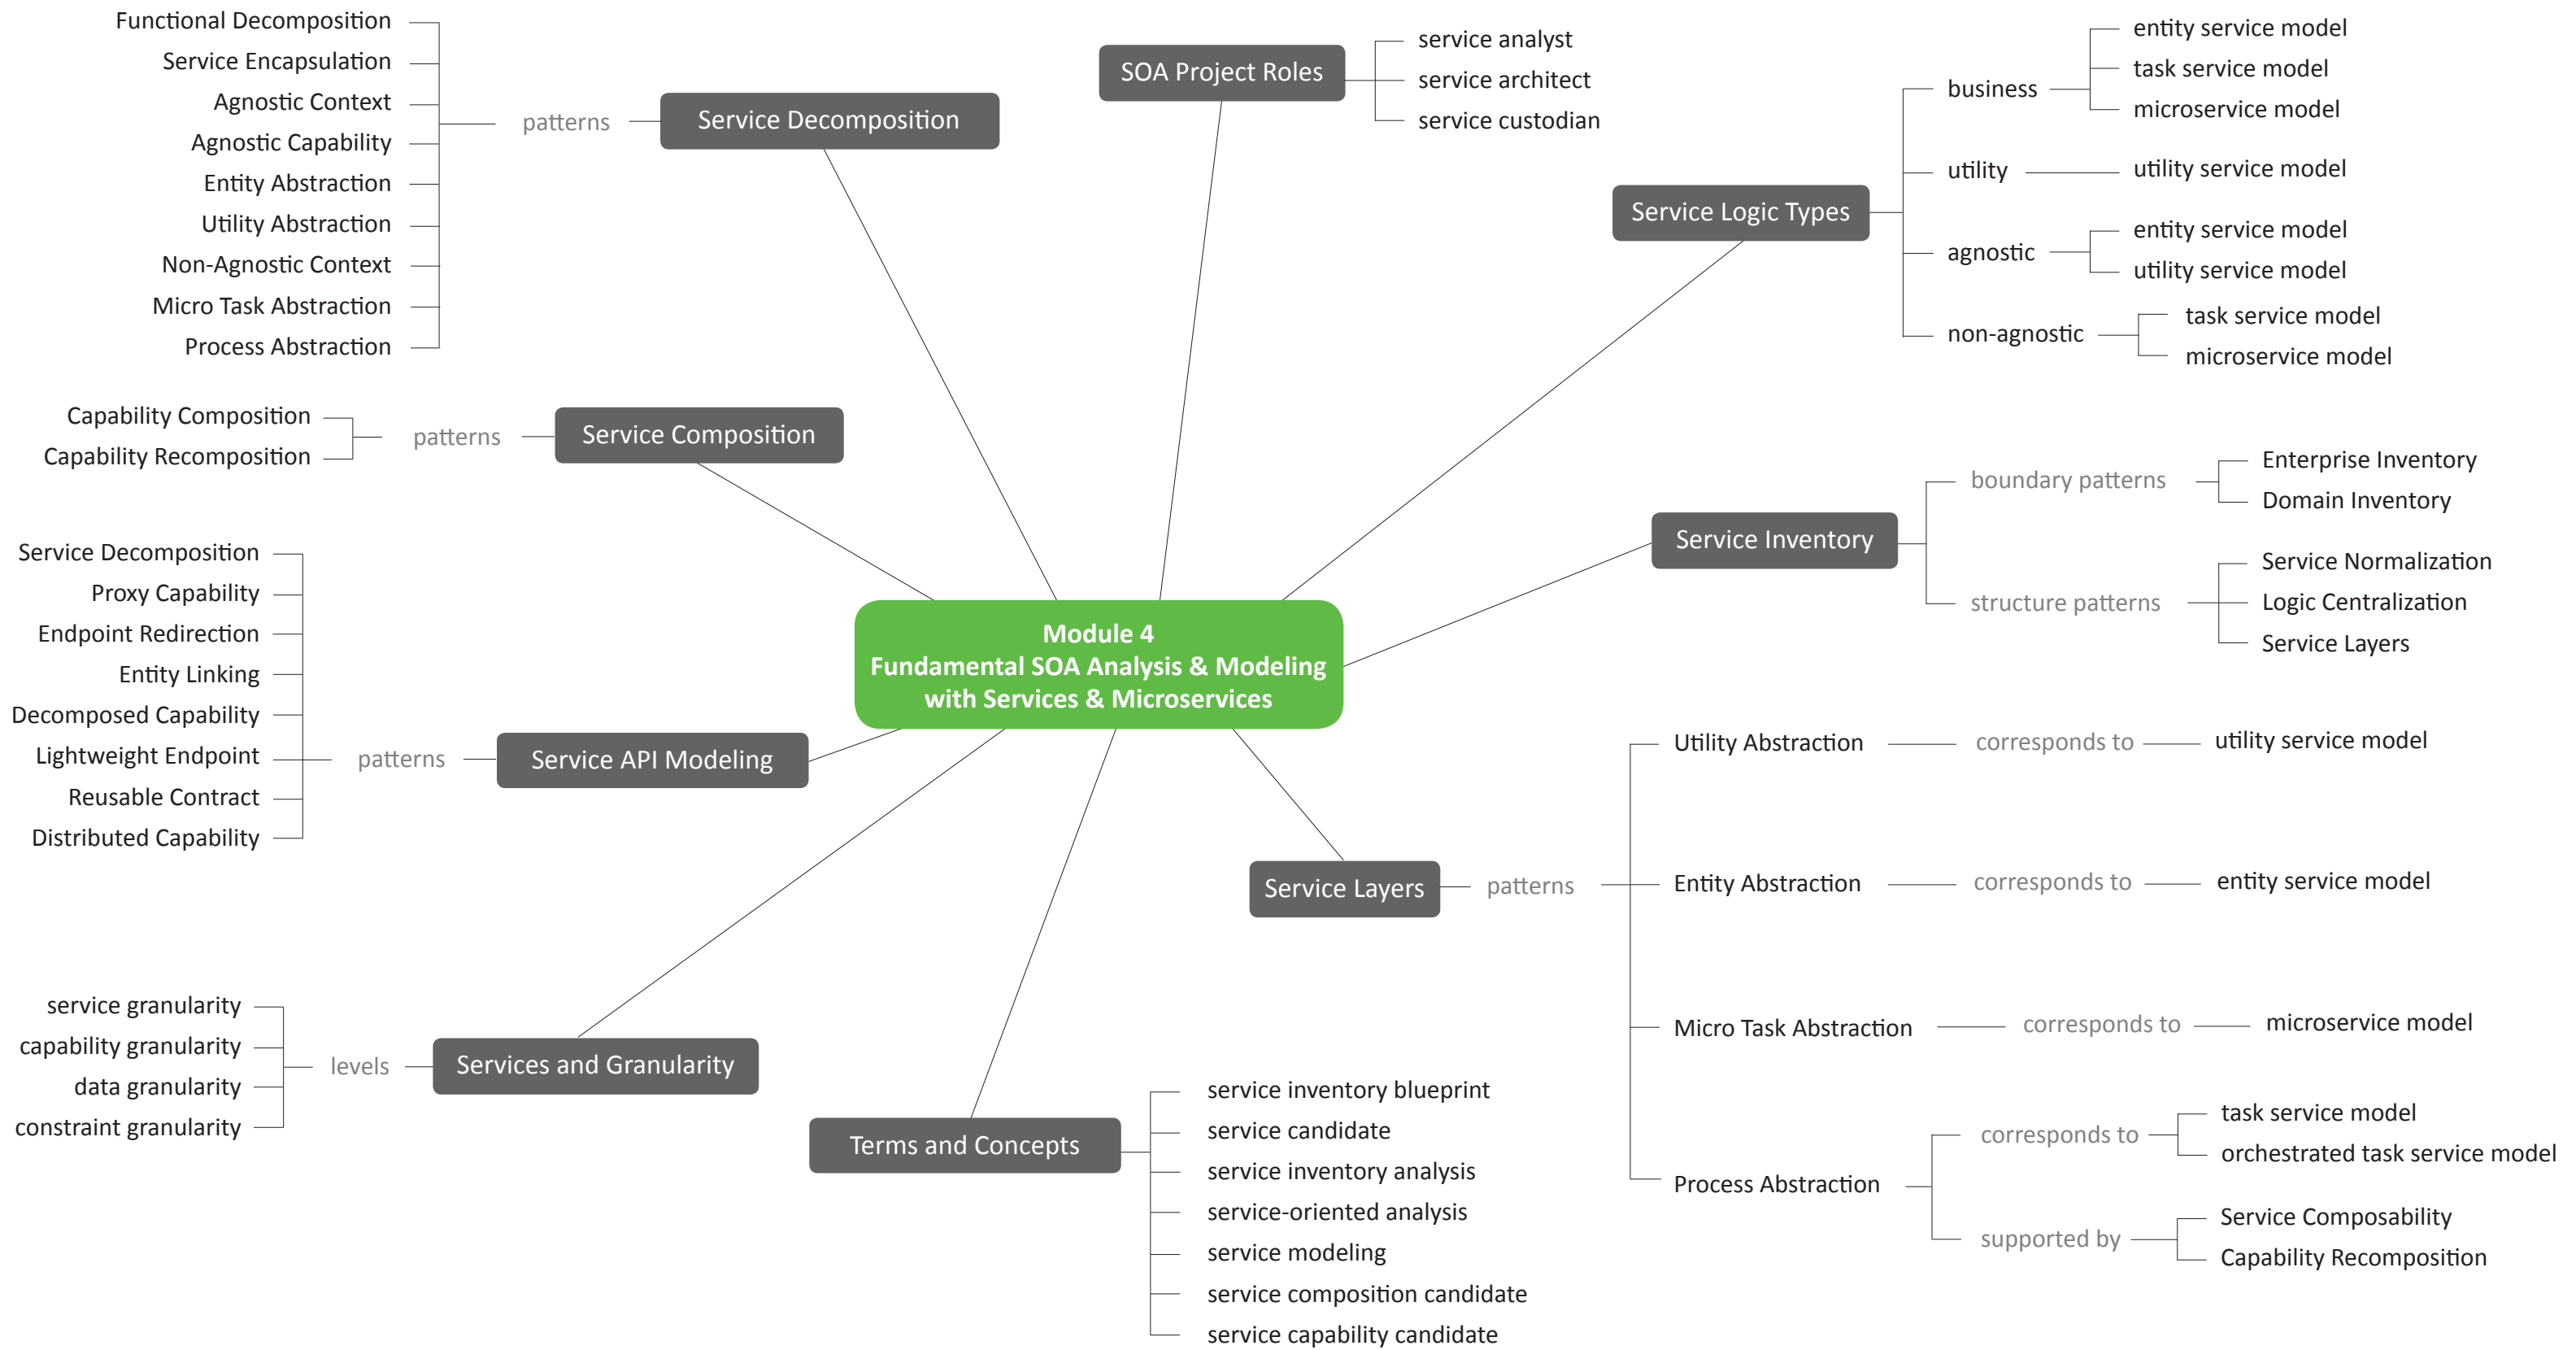 Functional Decomposition
Service Encapsulation
Agnostic Context
Agnostic Capability
Entity Abstraction
Utility Abstraction
Non-Agnostic Context
Micro Task Abstraction
Process Abstraction
patterns
Service Decomposition
SOA Project Roles
service analyst
service architect
service custodian
Service Logic Types
business
entity service model
task service model
microservice model
utility
utility service model
agnostic
entity service model
utility service model
non-agnostic
task service model
microservice model
Capability Composition
Capability Recomposition
patterns
Service Composition
Service Inventory
boundary patterns
Enterprise Inventory
Domain Inventory
structure patterns
Service Normalization
Logic Centralization
Service Layers
Module 4
Fundamental SOA Analysis & Modeling
with Services & Microservices
Service Decomposition
Proxy Capability
Endpoint Redirection
Entity Linking
Decomposed Capability
Lightweight Endpoint
Reusable Contract
Distributed Capability
patterns
Service API Modeling
Service Layers
patterns
Utility Abstraction
corresponds to
utility service model
Entity Abstraction
corresponds to
entity service model
Micro Task Abstraction
corresponds to
microservice model
Process Abstraction
corresponds to
task service model
orchestrated task service model
supported by
Service Composability
Capability Recomposition
service granularity
capability granularity
data granularity
constraint granularity
levels
Services and Granularity
Terms and Concepts
service inventory blueprint
service candidate
service inventory analysis
service-oriented analysis
service modeling
service composition candidate
service capability candidate